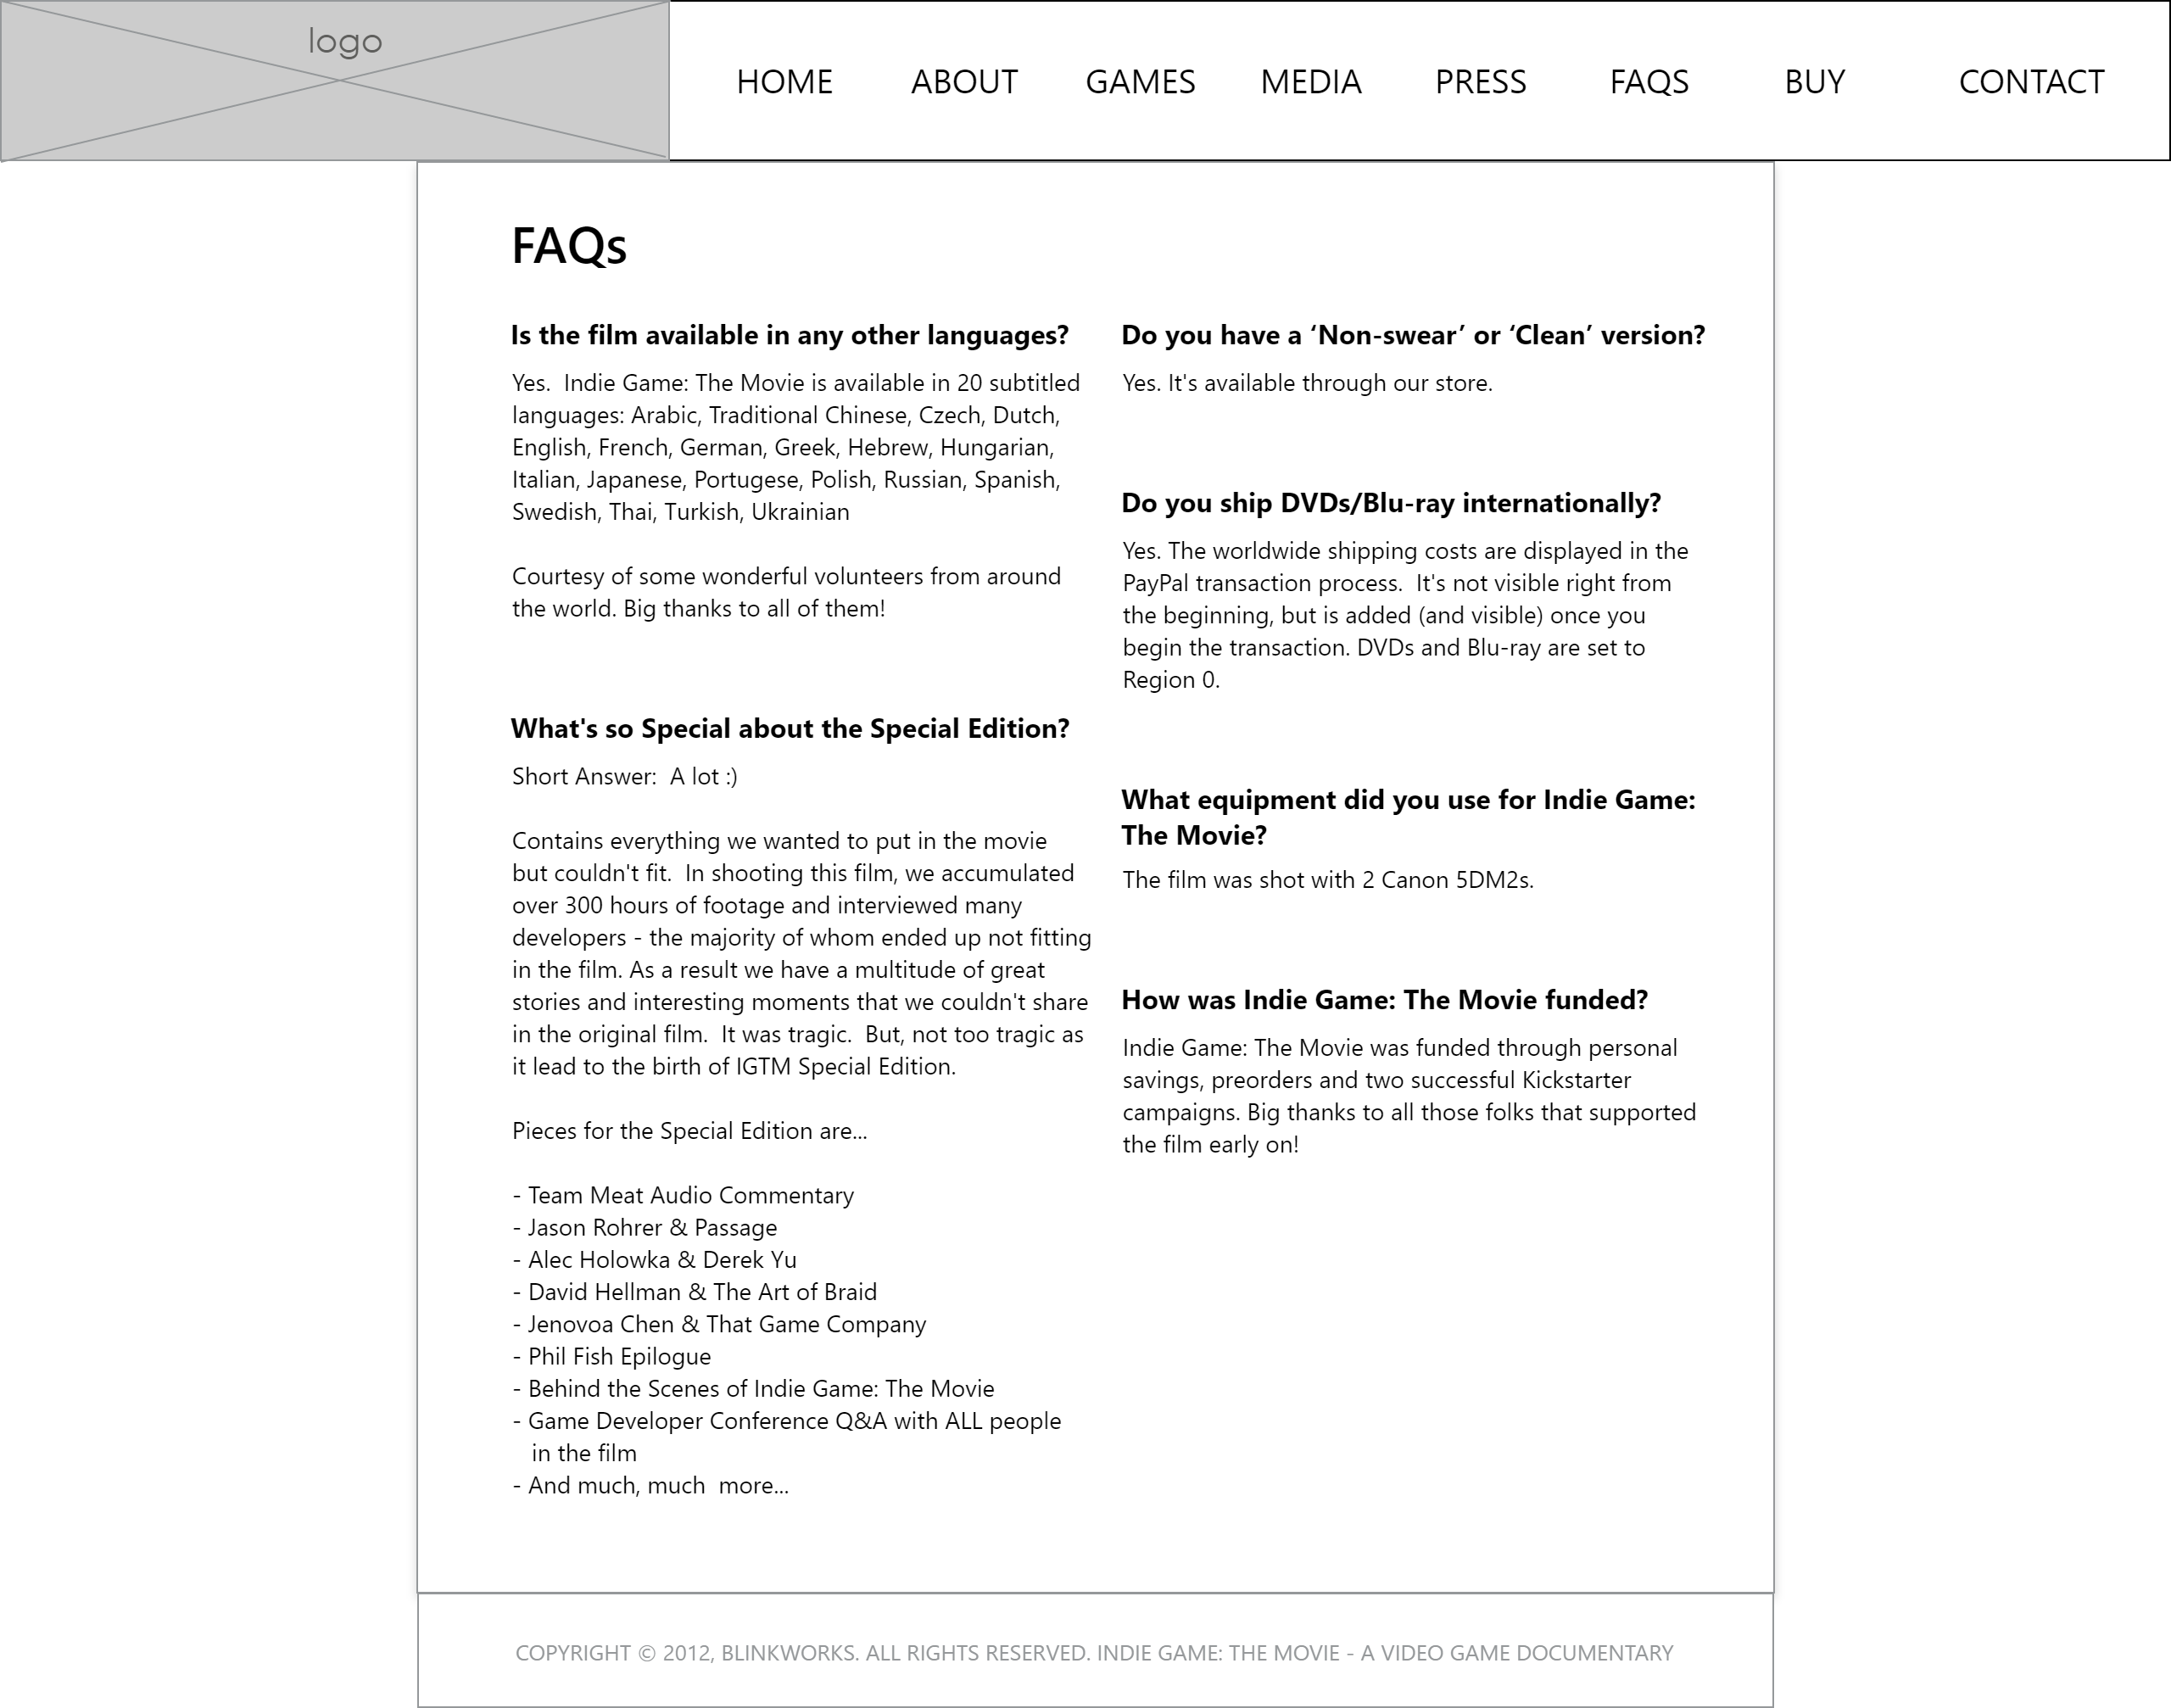 logo
HOME ABOUT GAMES MEDIA PRESS FAQS BUY CONTACT
FAQs
Is the film available in any other languages?
Yes.  Indie Game: The Movie is available in 20 subtitled
languages: Arabic, Traditional Chinese, Czech, Dutch,
English, French, German, Greek, Hebrew, Hungarian,
Italian, Japanese, Portugese, Polish, Russian, Spanish,
Swedish, Thai, Turkish, Ukrainian
Courtesy of some wonderful volunteers from around
the world. Big thanks to all of them!
What's so Special about the Special Edition?
Short Answer:  A lot :)
Contains everything we wanted to put in the movie
but couldn't fit.  In shooting this film, we accumulated
over 300 hours of footage and interviewed many
developers - the majority of whom ended up not fitting
in the film. As a result we have a multitude of great
stories and interesting moments that we couldn't share
in the original film.  It was tragic.  But, not too tragic as
it lead to the birth of IGTM Special Edition.
Pieces for the Special Edition are...
- Team Meat Audio Commentary
- Jason Rohrer & Passage
- Alec Holowka & Derek Yu
- David Hellman & The Art of Braid
- Jenovoa Chen & That Game Company
- Phil Fish Epilogue
- Behind the Scenes of Indie Game: The Movie
- Game Developer Conference Q&A with ALL people
in the film
- And much, much  more...
Do you have a ‘Non-swear’ or ‘Clean’ version?
Yes. It's available through our store.
Do you ship DVDs/Blu-ray internationally?
Yes. The worldwide shipping costs are displayed in the
PayPal transaction process.  It's not visible right from
the beginning, but is added (and visible) once you
begin the transaction. DVDs and Blu-ray are set to
Region 0.
What equipment did you use for Indie Game:
The Movie?
The film was shot with 2 Canon 5DM2s.
How was Indie Game: The Movie funded?
Indie Game: The Movie was funded through personal
savings, preorders and two successful Kickstarter
campaigns. Big thanks to all those folks that supported
the film early on!
COPYRIGHT © 2012, BLINKWORKS. ALL RIGHTS RESERVED. INDIE GAME: THE MOVIE - A VIDEO GAME DOCUMENTARY